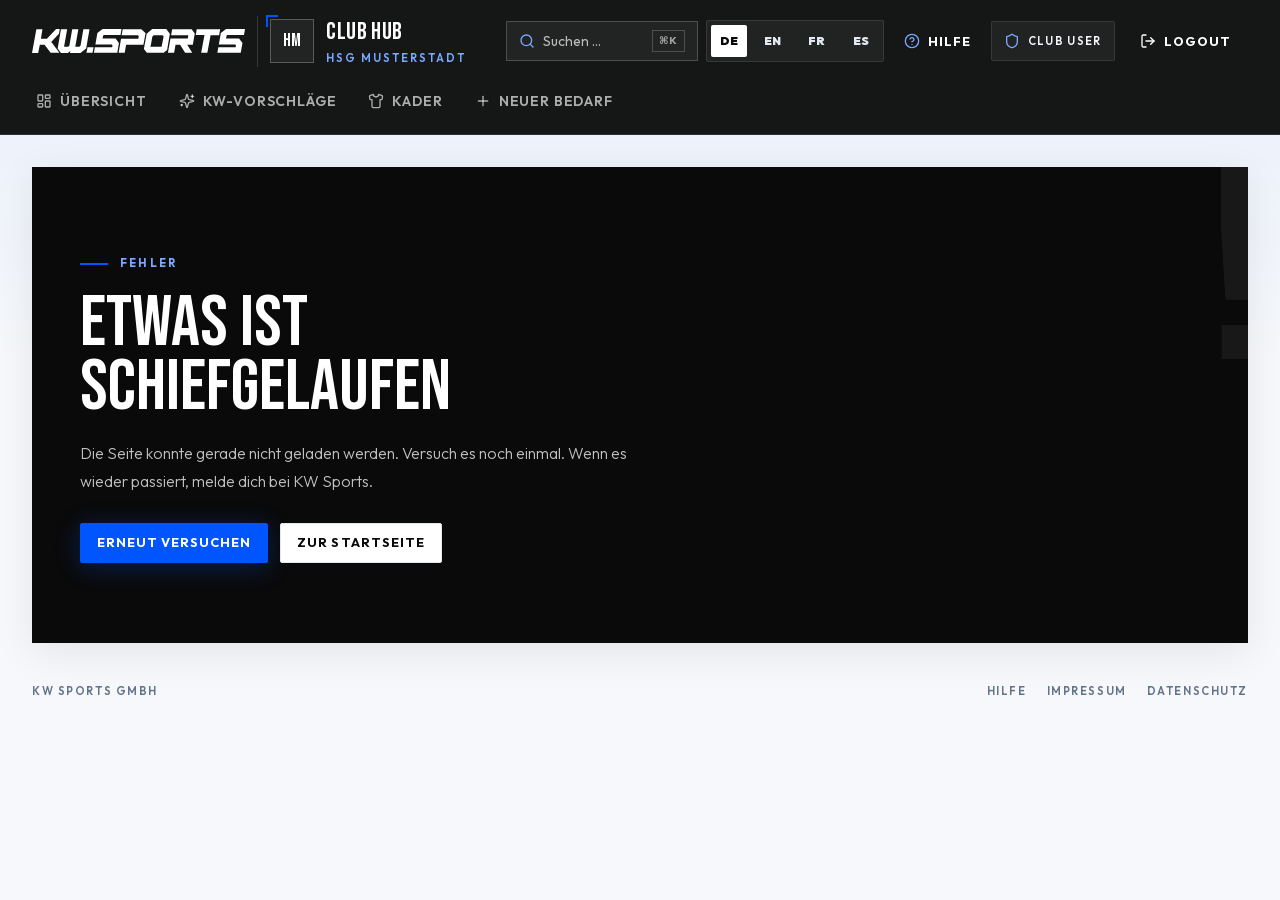 KW.SPORTS
HM
CLUB HUB
HSG MUSTERSTADT
Suchen ...
⌘K
DE
EN
FR
ES
HILFE
CLUB USER
LOGOUT
ÜBERSICHT
KW-VORSCHLÄGE
KADER
NEUER BEDARF
FEHLER
ETWAS IST
SCHIEFGELAUFEN
Die Seite konnte gerade nicht geladen werden. Versuch es noch einmal. Wenn es
wieder passiert, melde dich bei KW Sports.
ERNEUT VERSUCHEN
ZUR STARTSEITE
KW SPORTS GMBH
HILFE
IMPRESSUM
DATENSCHUTZ